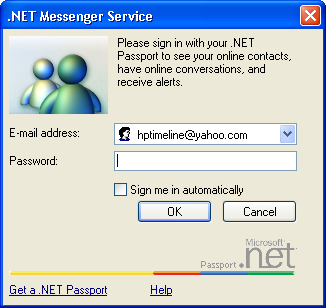 .NET Messenger Service
Please sign in with your .NET
Passport to see your online contacts,
have online conversations, and
receive alerts.
E-mail address:
hptimeline@yahoo.com
Password:
Sign me in automatically
OK
Cancel
Microsoft
Passport .net
Get a .NET Passport
Help